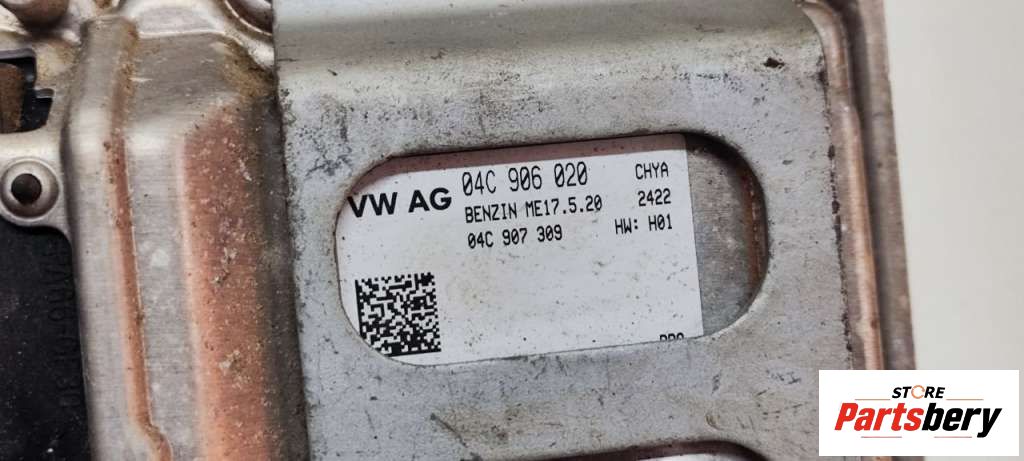 VW AG 04C 906 020 CHYA
BENZIN ME17.5.20 2422
04C 907 309 HW: H01
STORE
Partsbery